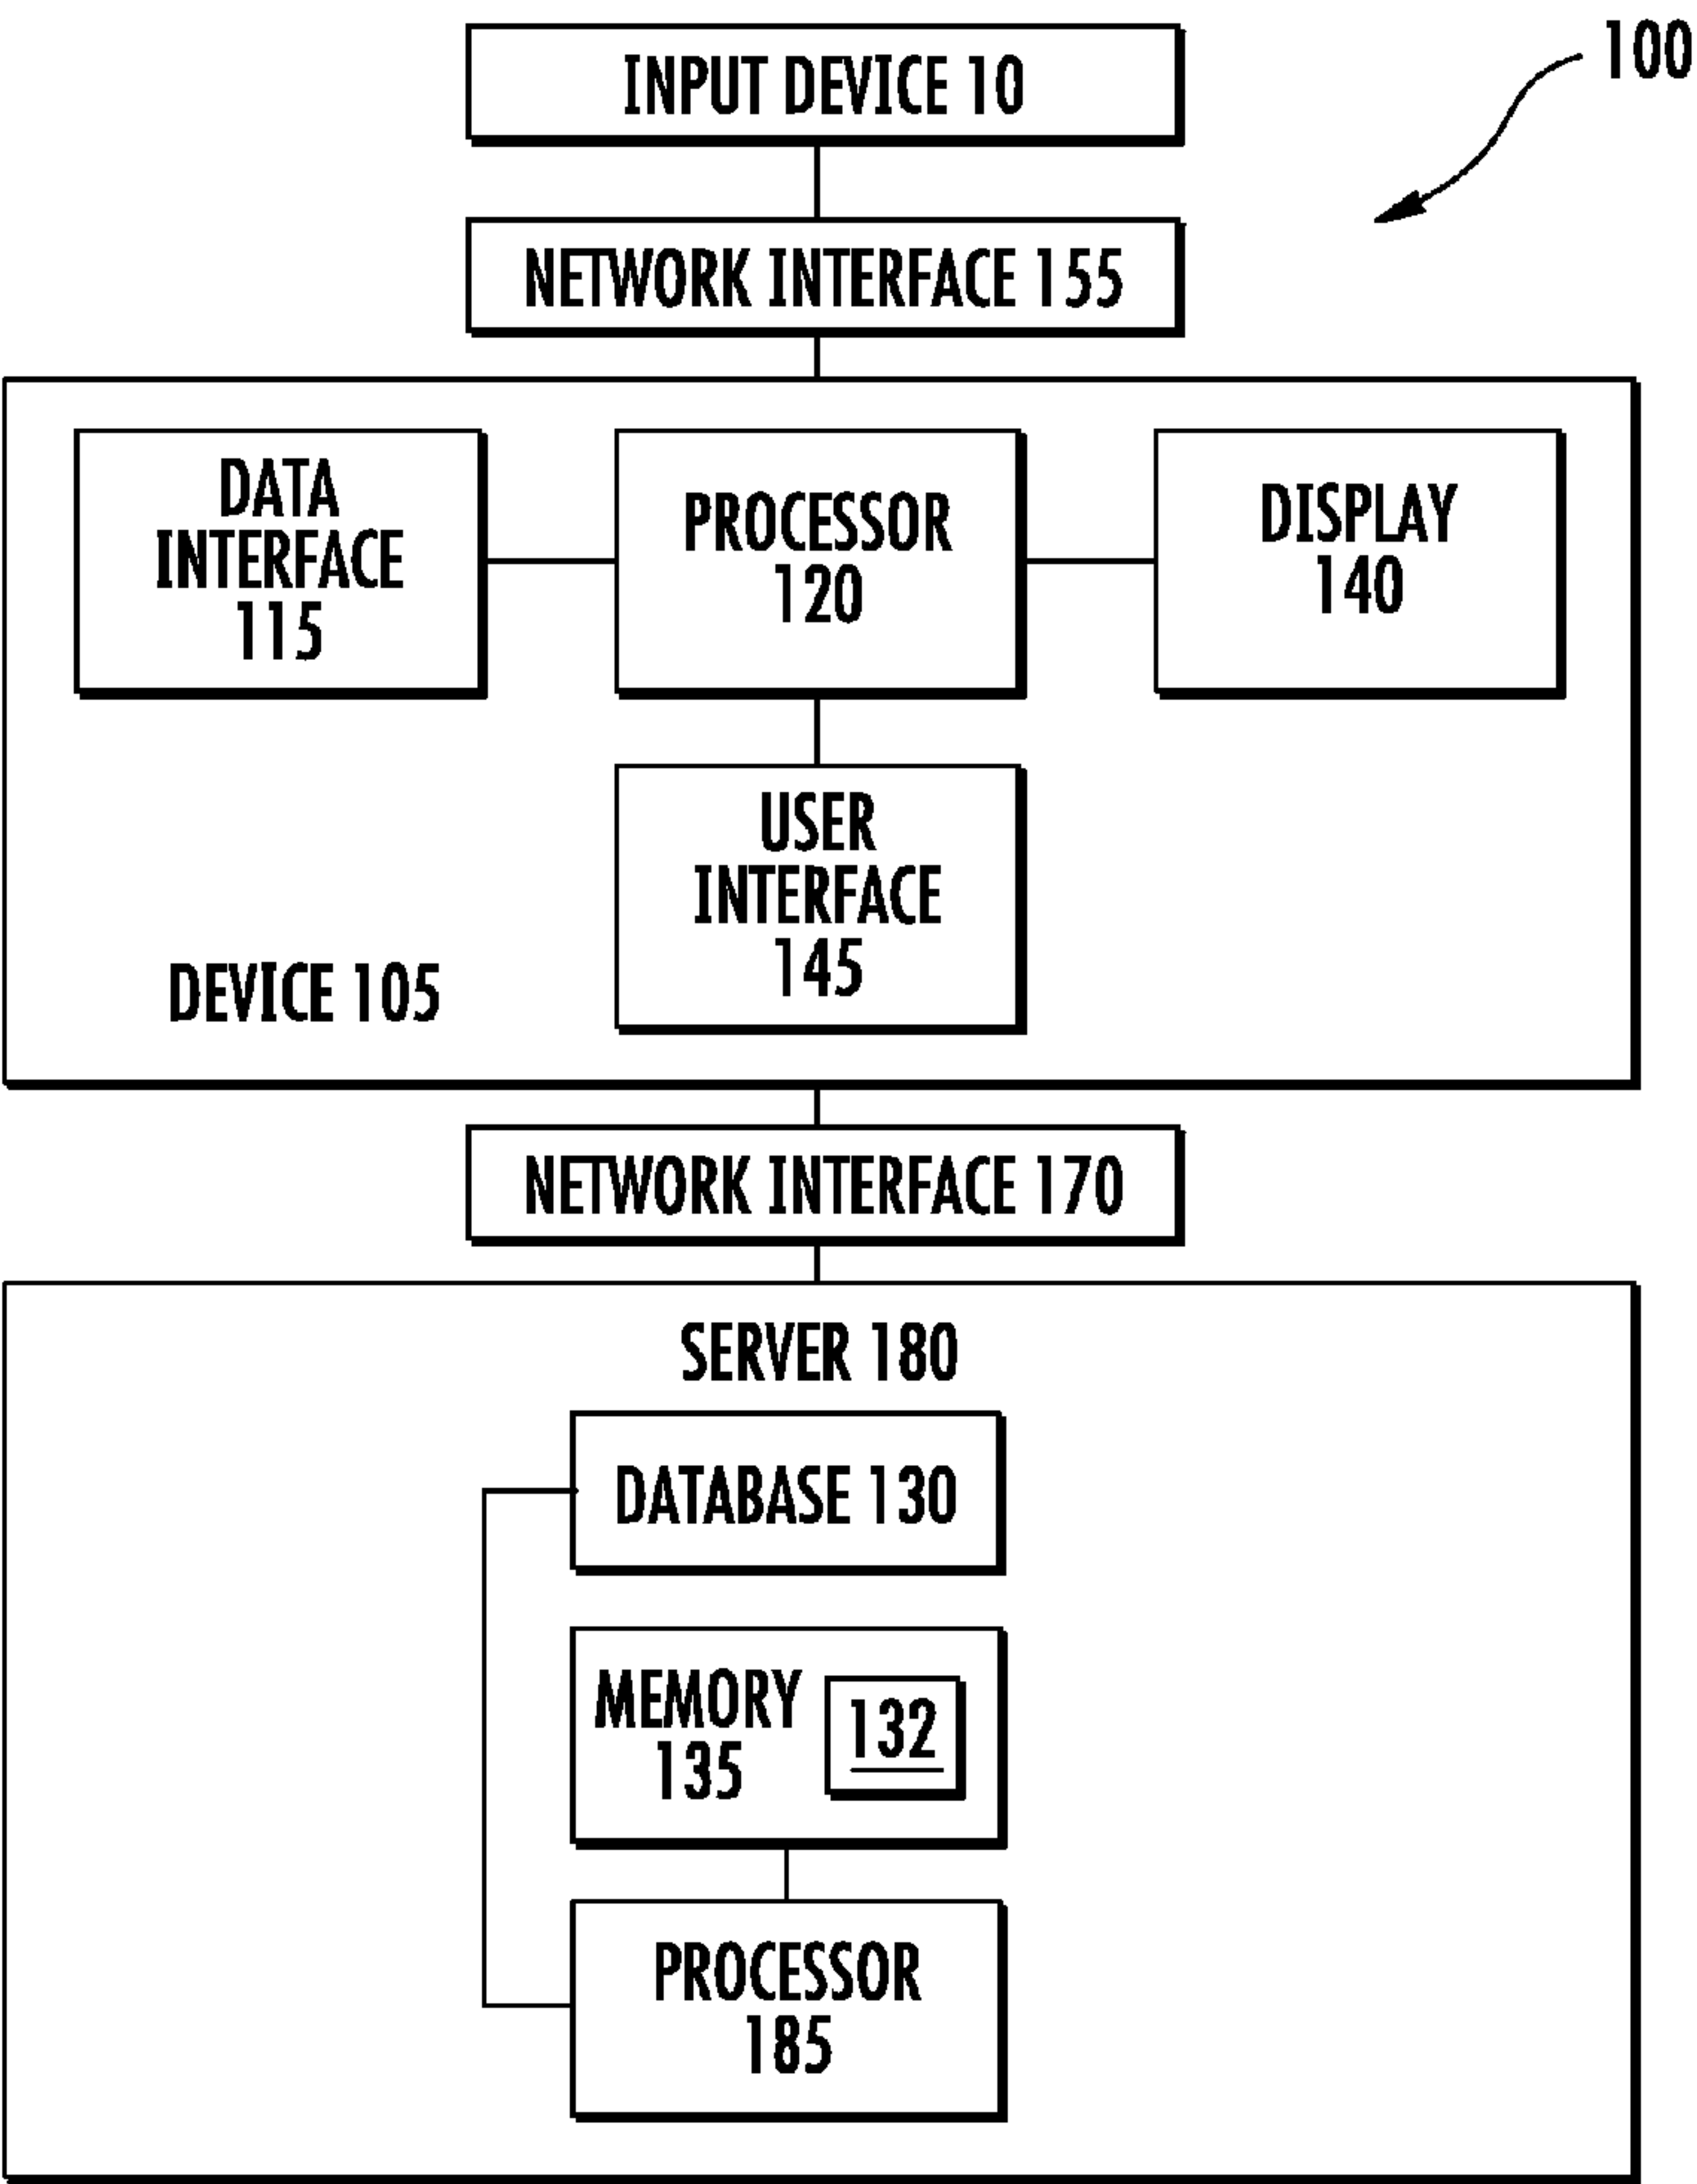 100
INPUT DEVICE 10
NETWORK INTERFACE 155
DATA
INTERFACE
115
PROCESSOR
120
DISPLAY
140
USER
INTERFACE
145
DEVICE 105
NETWORK INTERFACE 170
SERVER 180
DATABASE 130
MEMORY
135
132
PROCESSOR
185